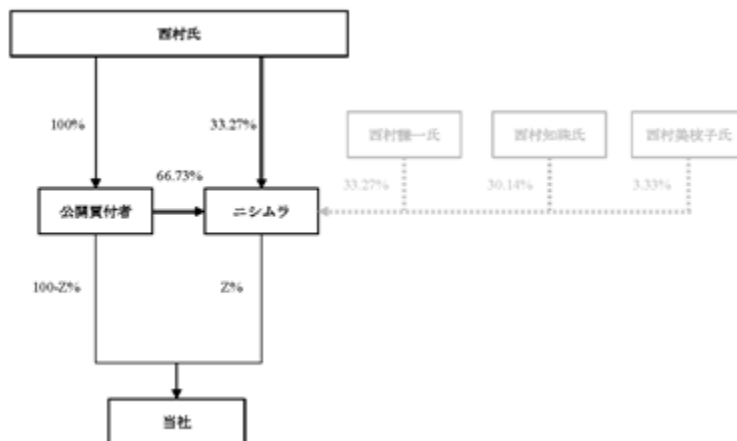 西村氏
100%
33.27%
西村健一氏
西村知珠氏
西村美枝子氏
66.73%
33.27%
30.14%
3.33%
公開買付者
ニシムラ
100-Z%
Z%
当社